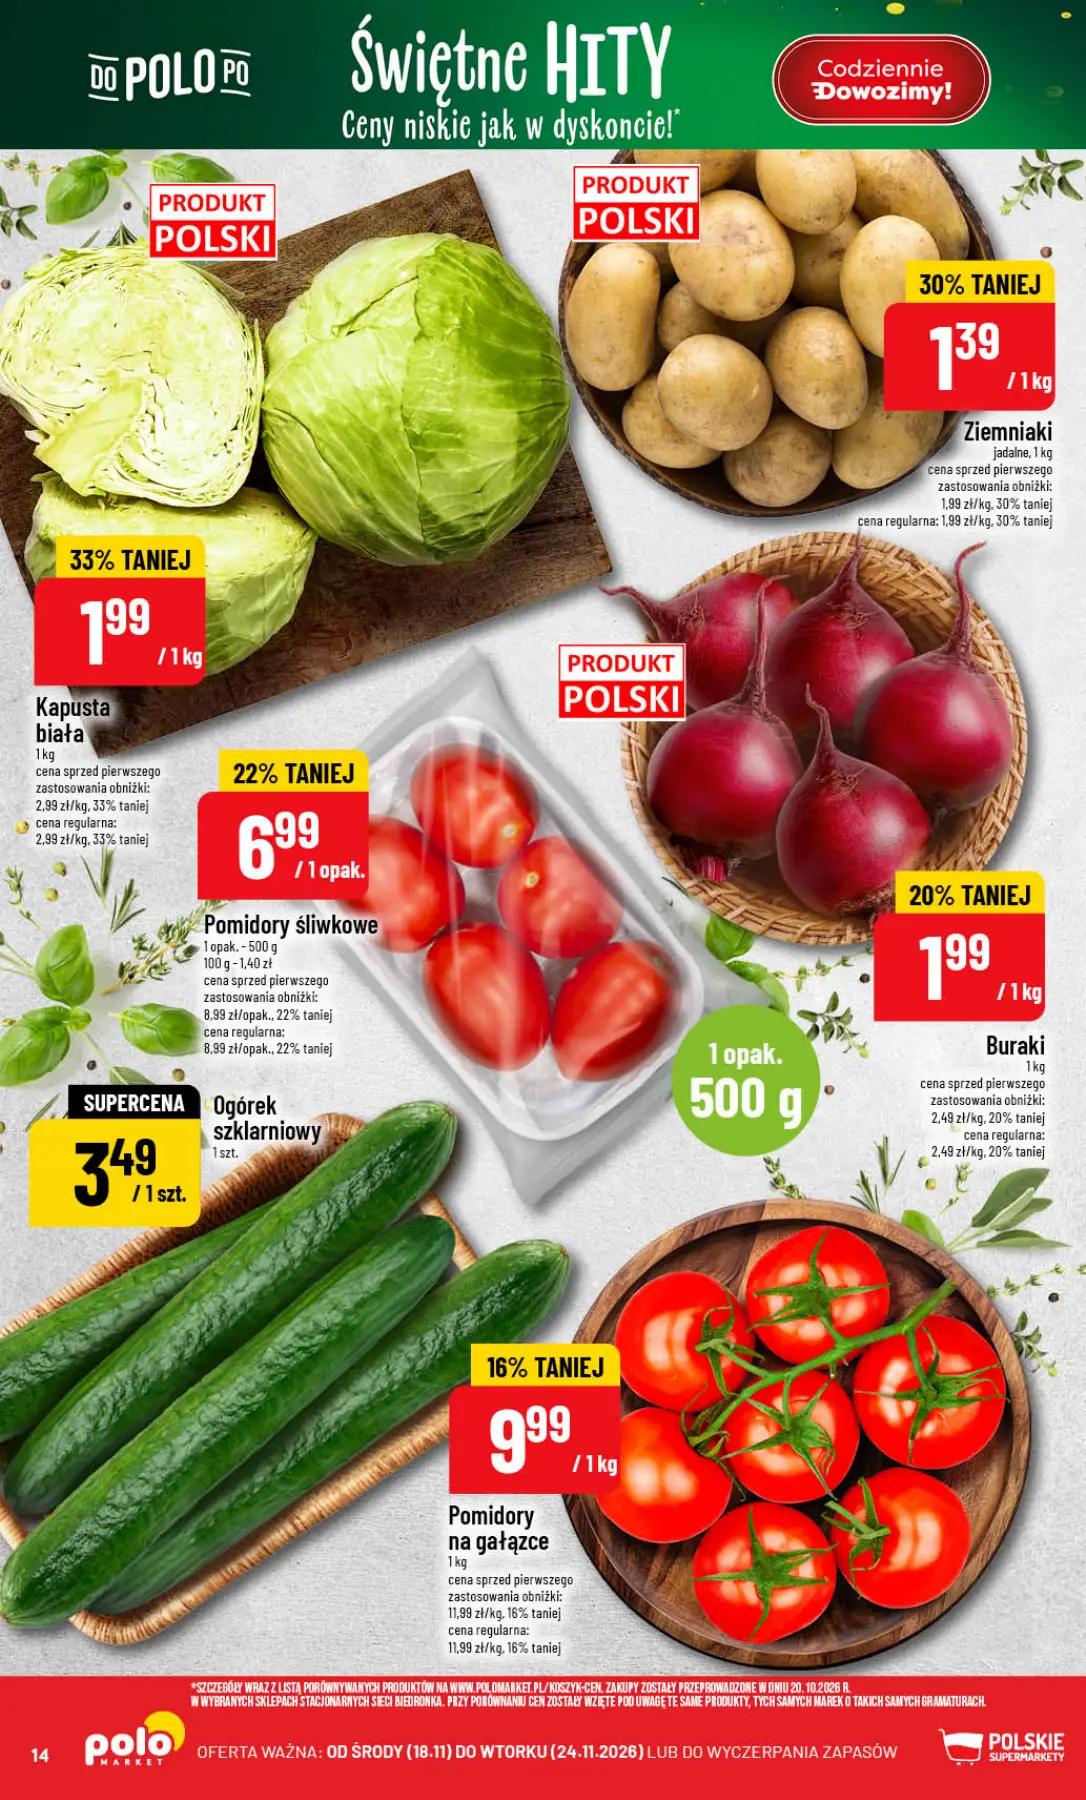 DO POLO PO
Świętne HITY
Ceny niskie jak w dyskoncie!*
Codziennie
Dowozimy!
PRODUKT
POLSKI
PRODUKT
POLSKI
30% TANIEJ
1 39
/ 1 kg
Ziemniaki
jadalne, 1 kg
cena sprzed pierwszego
zastosowania obniżki:
1,99 zł/kg, 30% taniej
cena regularna: 1,99 zł/kg, 30% taniej
33% TANIEJ
1 99
/ 1 kg
Kapusta
biała
1 kg
cena sprzed pierwszego
zastosowania obniżki:
2,99 zł/kg, 33% taniej
cena regularna:
2,99 zł/kg, 33% taniej
PRODUKT
POLSKI
22% TANIEJ
6 99
/ 1 opak.
Pomidory śliwkowe
1 opak. - 500 g
100 g - 1,40 zł
cena sprzed pierwszego
zastosowania obniżki:
8,99 zł/opak., 22% taniej
cena regularna:
8,99 zł/opak., 22% taniej
1 opak.
500 g
20% TANIEJ
1 99
/ 1 kg
Buraki
1 kg
cena sprzed pierwszego
zastosowania obniżki:
2,49 zł/kg, 20% taniej
cena regularna:
2,49 zł/kg, 20% taniej
SUPERCENA
3 49
/ 1 szt.
Ogórek
szklarniowy
1 szt.
16% TANIEJ
9 99
/ 1 kg
Pomidory
na gałązce
1 kg
cena sprzed pierwszego
zastosowania obniżki:
11,99 zł/kg, 16% taniej
cena regularna:
11,99 zł/kg, 16% taniej
*SZCZEGÓŁY WRAZ Z LISTĄ PORÓWNYWANYCH PRODUKTÓW NA WWW.POLOMARKET.PL/KOSZYK-CEN. ZAKUPY ZOSTAŁY PRZEPROWADZONE W DNIU 20.10.2026 R.
W WYBRANYCH SKLEPACH STACJONARNYCH SIECI BIEDRONKA. PRZY PORÓWNANIU CEN ZOSTAŁY WZIĘTE POD UWAGĘ TE SAME PRODUKTY, TYCH SAMYCH MAREK O TAKICH SAMYCH GRAMATURACH.
14
polo
MARKET
OFERTA WAŻNA: OD ŚRODY (18.11) DO WTORKU (24.11.2026) LUB DO WYCZERPANIA ZAPASÓW
POLSKIE
SUPERMARKETY